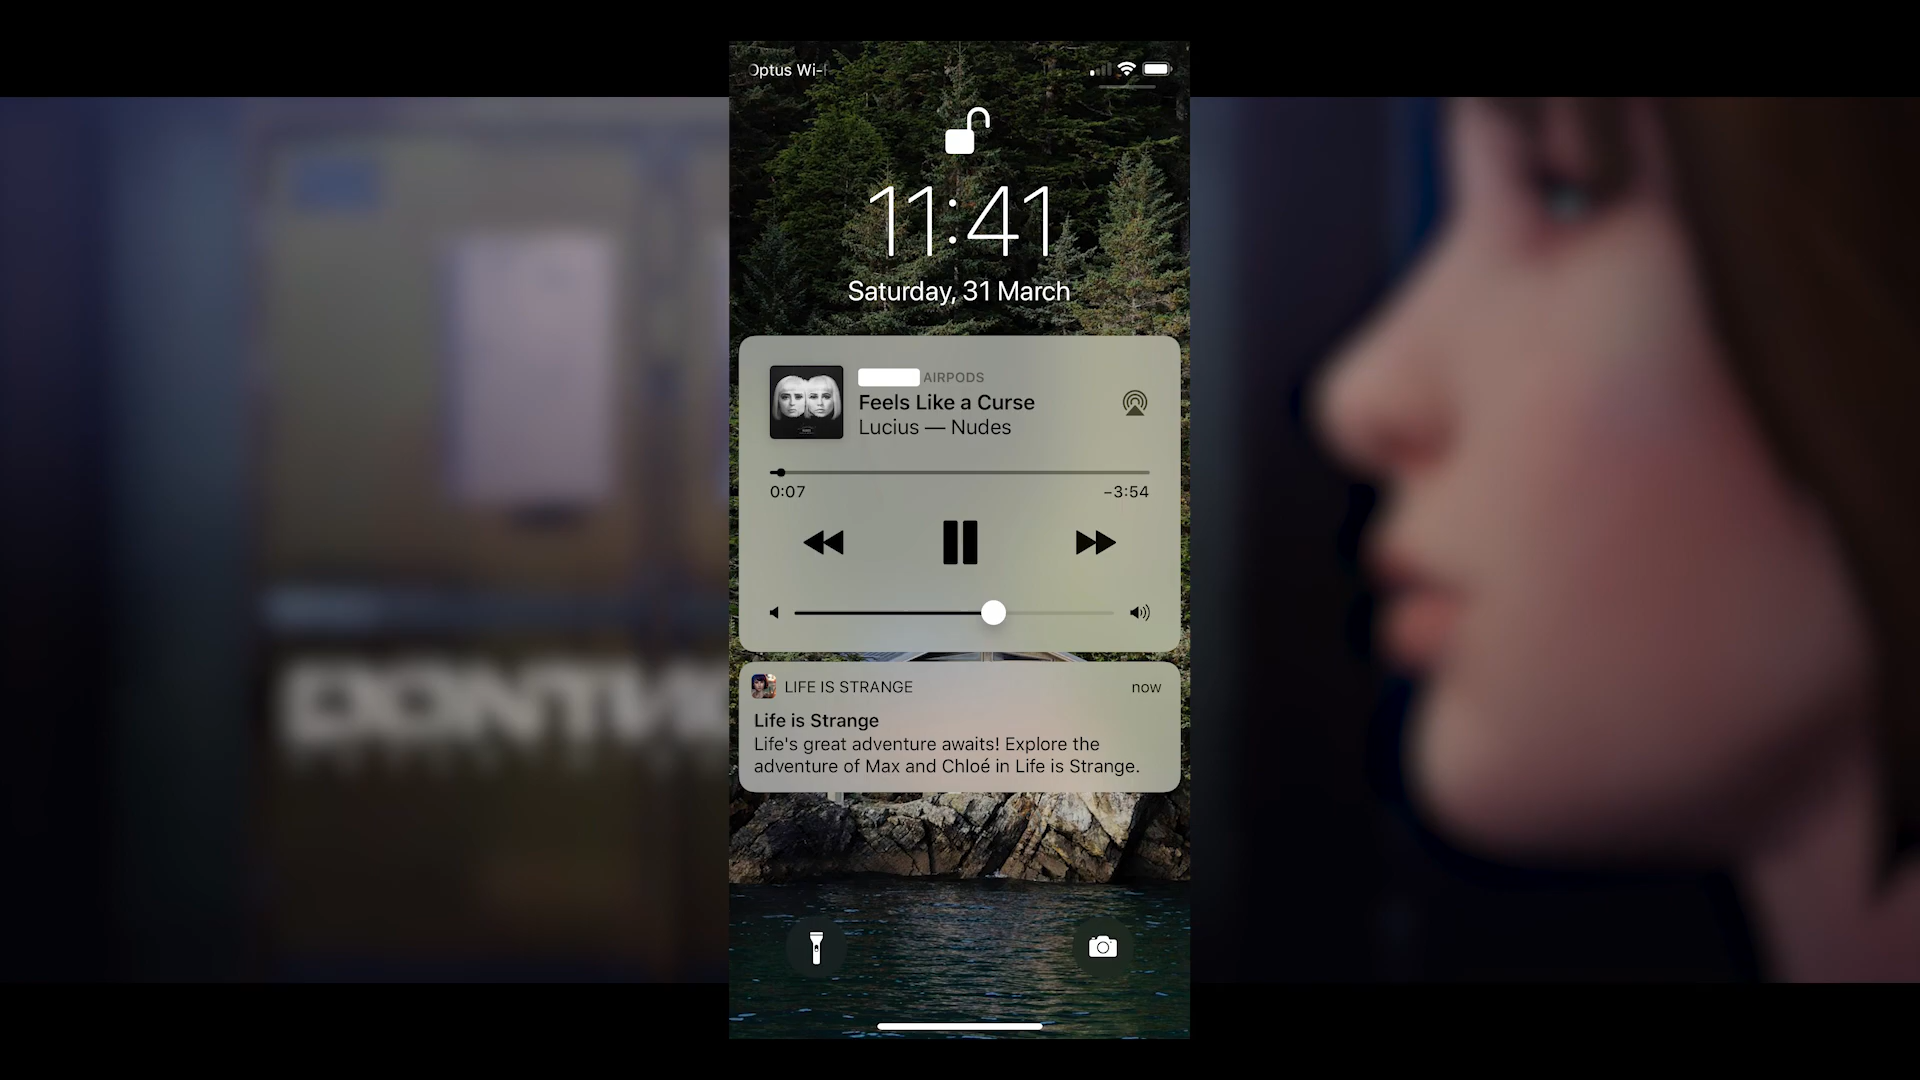 Optus Wi-F
11:41
Saturday, 31 March
AIRPODS
Feels Like a Curse
Lucius — Nudes
0:07
−3:54
LIFE IS STRANGE
now
Life is Strange
Life's great adventure awaits! Explore the
adventure of Max and Chloé in Life is Strange.